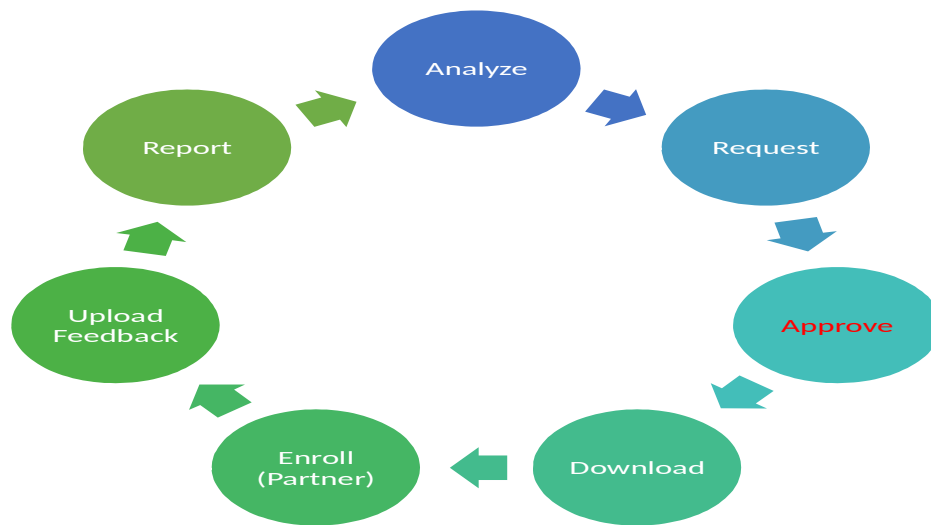 Analyze
Request
Approve
Download
Enroll
(Partner)
Upload
Feedback
Report